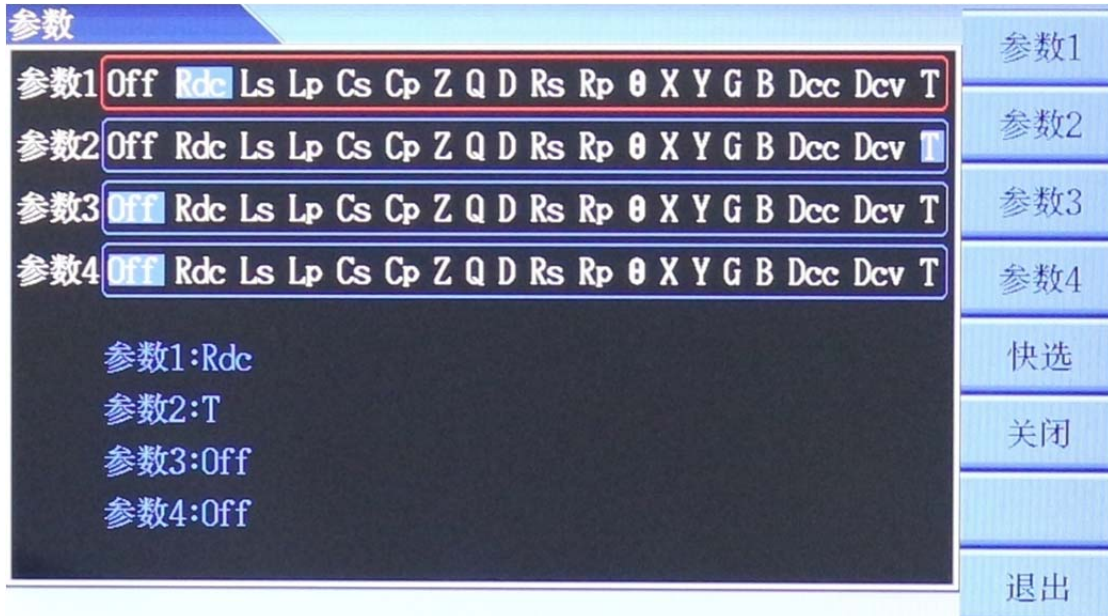 参数
参数1 Off Rdc Ls Lp Cs Cp Z Q D Rs Rp θ X Y G B Dcc Dcv T
参数2 Off Rdc Ls Lp Cs Cp Z Q D Rs Rp θ X Y G B Dcc Dcv T
参数3 Off Rdc Ls Lp Cs Cp Z Q D Rs Rp θ X Y G B Dcc Dcv T
参数4 Off Rdc Ls Lp Cs Cp Z Q D Rs Rp θ X Y G B Dcc Dcv T
参数1:Rdc
参数2:T
参数3:Off
参数4:Off
参数1
参数2
参数3
参数4
快选
关闭
退出